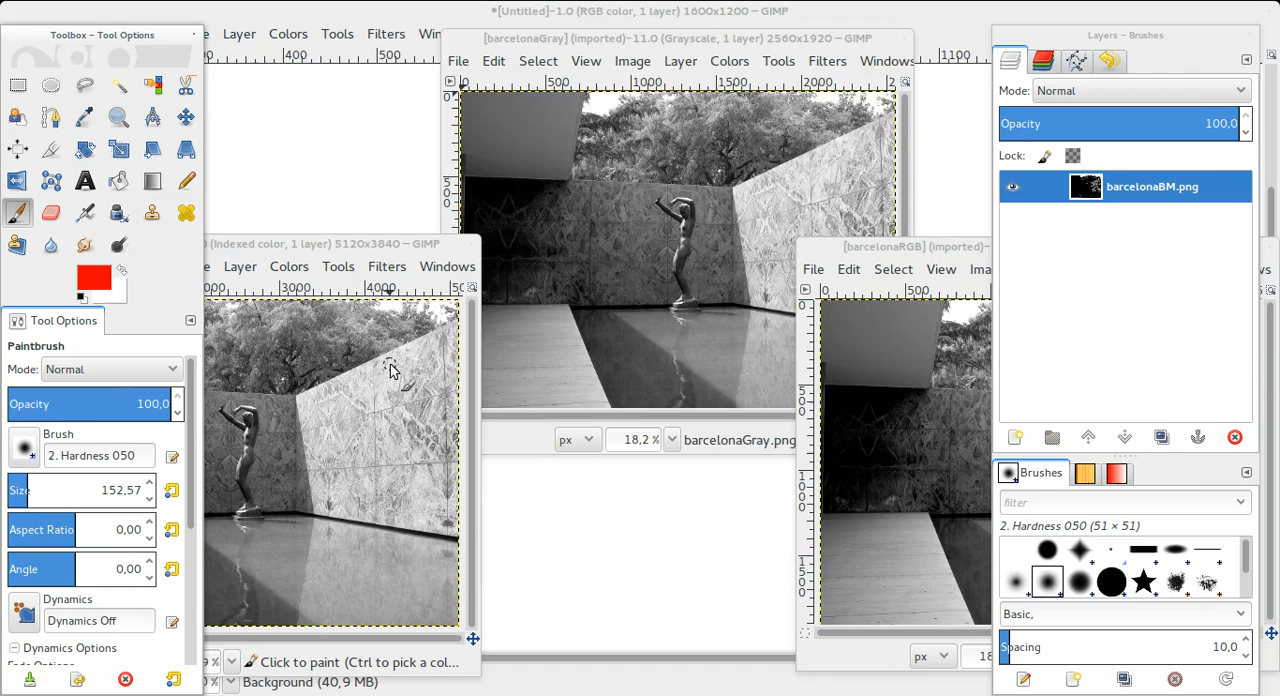 *[Untitled]-1.0 (RGB color, 1 layer) 1600x1200 – GIMP
Layer Colors Tools Filters
400 500 1100
Toolbox – Tool Options
Tool Options
Paintbrush
Mode: Normal
Opacity 100,0
Brush
2. Hardness 050
Size 152,57
Aspect Ratio 0,00
Angle 0,00
Dynamics
Dynamics Off
Dynamics Options
[barcelonaGray] (imported)-11.0 (Grayscale, 1 layer) 2560x1920 – GIMP
File Edit Select View Image Layer Colors Tools Filters Windows
0 500 1000 1500 2000
px 18,2 % barcelonaGray.png
(Indexed color, 1 layer) 5120x3840 – GIMP
Layer Colors Tools Filters Windows
3000 4000
Click to paint (Ctrl to pick a col...
Background (40,9 MB)
[barcelonaRGB] (imported)-
File Edit Select View Ima
0 500
px 18
Layers – Brushes
Mode: Normal
Opacity 100,0
Lock:
barcelonaBM.png
Brushes
filter
2. Hardness 050 (51 × 51)
Basic,
Spacing 10,0